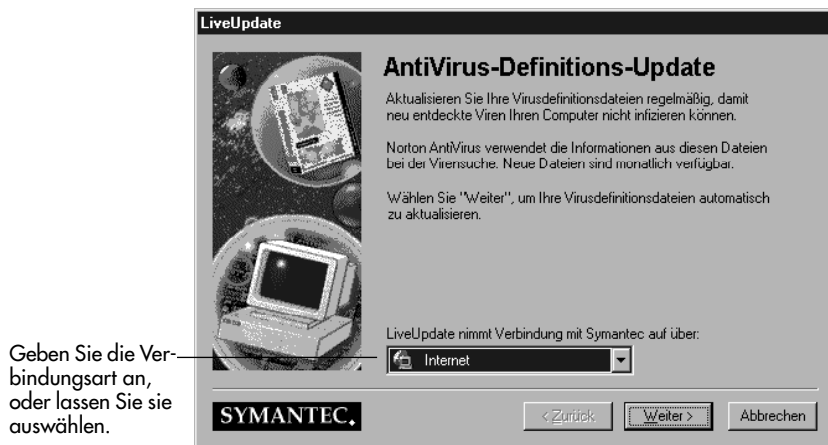 LiveUpdate
AntiVirus-Definitions-Update
Aktualisieren Sie Ihre Virusdefinitionsdateien regelmäßig, damit
neu entdeckte Viren Ihren Computer nicht infizieren können.
Norton AntiVirus verwendet die Informationen aus diesen Dateien
bei der Virensuche. Neue Dateien sind monatlich verfügbar.
Wählen Sie "Weiter", um Ihre Virusdefinitionsdateien automatisch
zu aktualisieren.
LiveUpdate nimmt Verbindung mit Symantec auf über:
Internet
Geben Sie die Ver-
bindungsart an,
oder lassen Sie sie
auswählen.
SYMANTEC.
< Zurück
Weiter >
Abbrechen